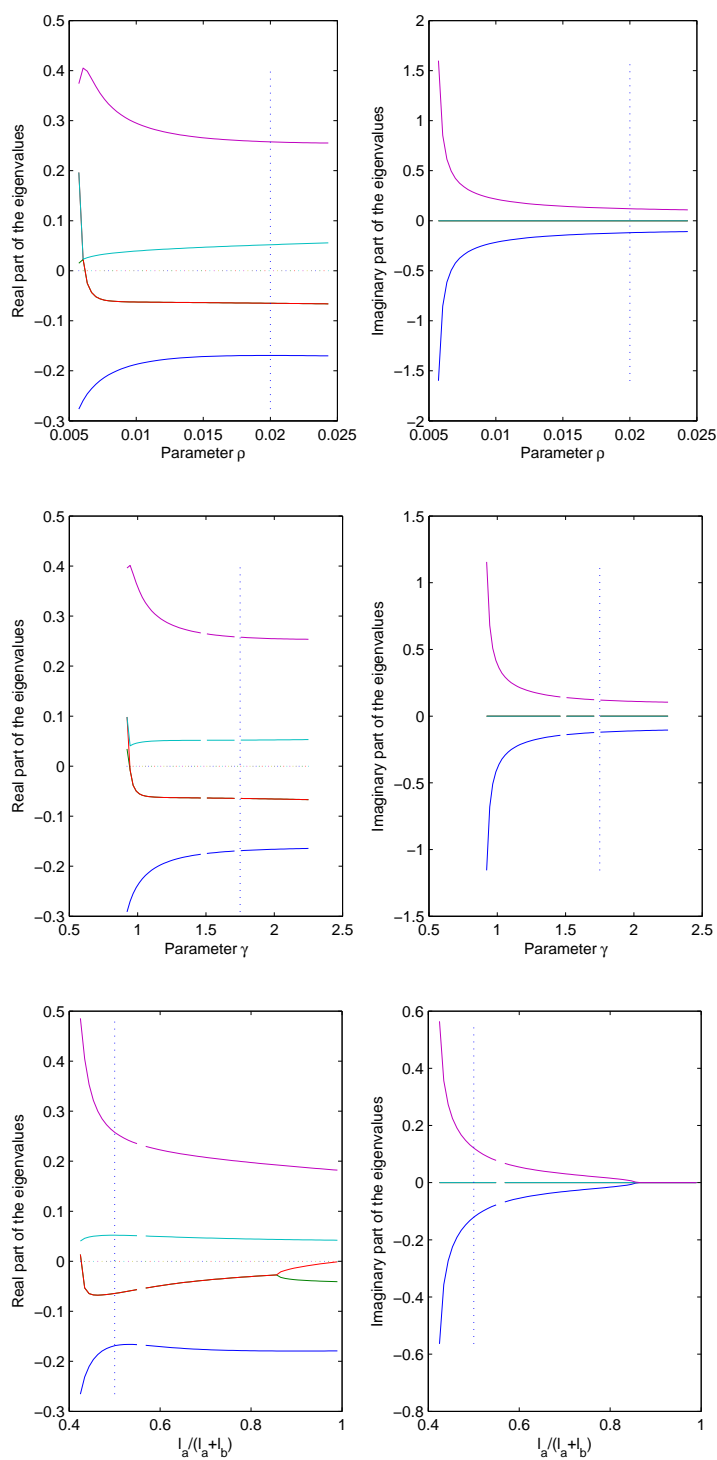 0.5
0.4
0.3
0.2
0.1
0
−0.1
−0.2
−0.3
0.005 0.01 0.015 0.02 0.025
Real part of the eigenvalues
Parameter ρ
2
1.5
1
0.5
0
−0.5
−1
−1.5
−2
0.005 0.01 0.015 0.02 0.025
Imaginary part of the eigenvalues
Parameter ρ
0.5
0.4
0.3
0.2
0.1
0
−0.1
−0.2
−0.3
0.5 1 1.5 2 2.5
Real part of the eigenvalues
Parameter γ
1.5
1
0.5
0
−0.5
−1
−1.5
0.5 1 1.5 2 2.5
Imaginary part of the eigenvalues
Parameter γ
0.5
0.4
0.3
0.2
0.1
0
−0.1
−0.2
−0.3
0.4 0.6 0.8 1
Real part of the eigenvalues
I_a/(I_a+I_b)
0.6
0.4
0.2
0
−0.2
−0.4
−0.6
−0.8
0.4 0.6 0.8 1
Imaginary part of the eigenvalues
I_a/(I_a+I_b)